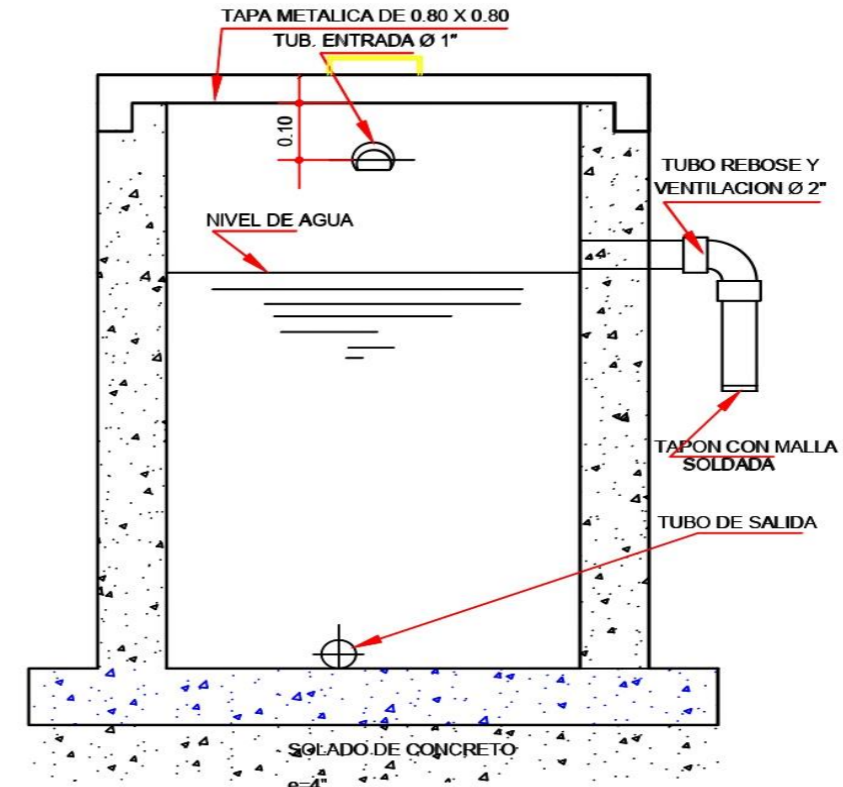 TAPA METALICA DE 0.80 X 0.80
TUB. ENTRADA Ø 1"
0.10
TUBO REBOSE Y
VENTILACION Ø 2"
NIVEL DE AGUA
TAPON CON MALLA
SOLDADA
TUBO DE SALIDA
SOLADO DE CONCRETO
e=4"